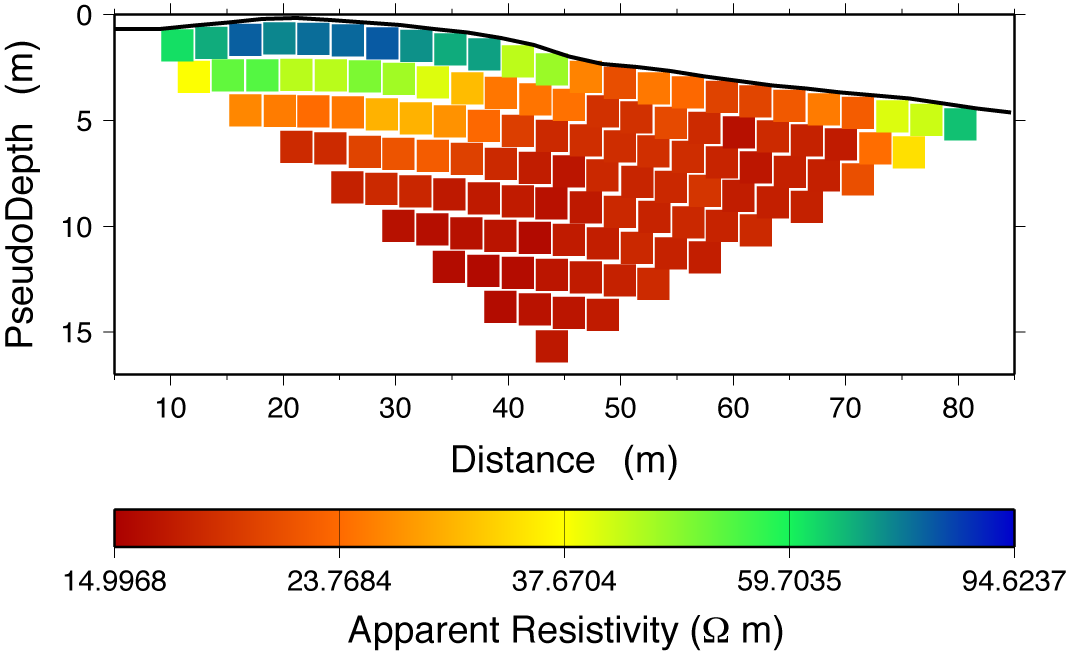 0
5
10
15
PseudoDepth (m)
10 20 30 40 50 60 70 80
Distance (m)
14.9968 23.7684 37.6704 59.7035 94.6237
Apparent Resistivity (Ω m)